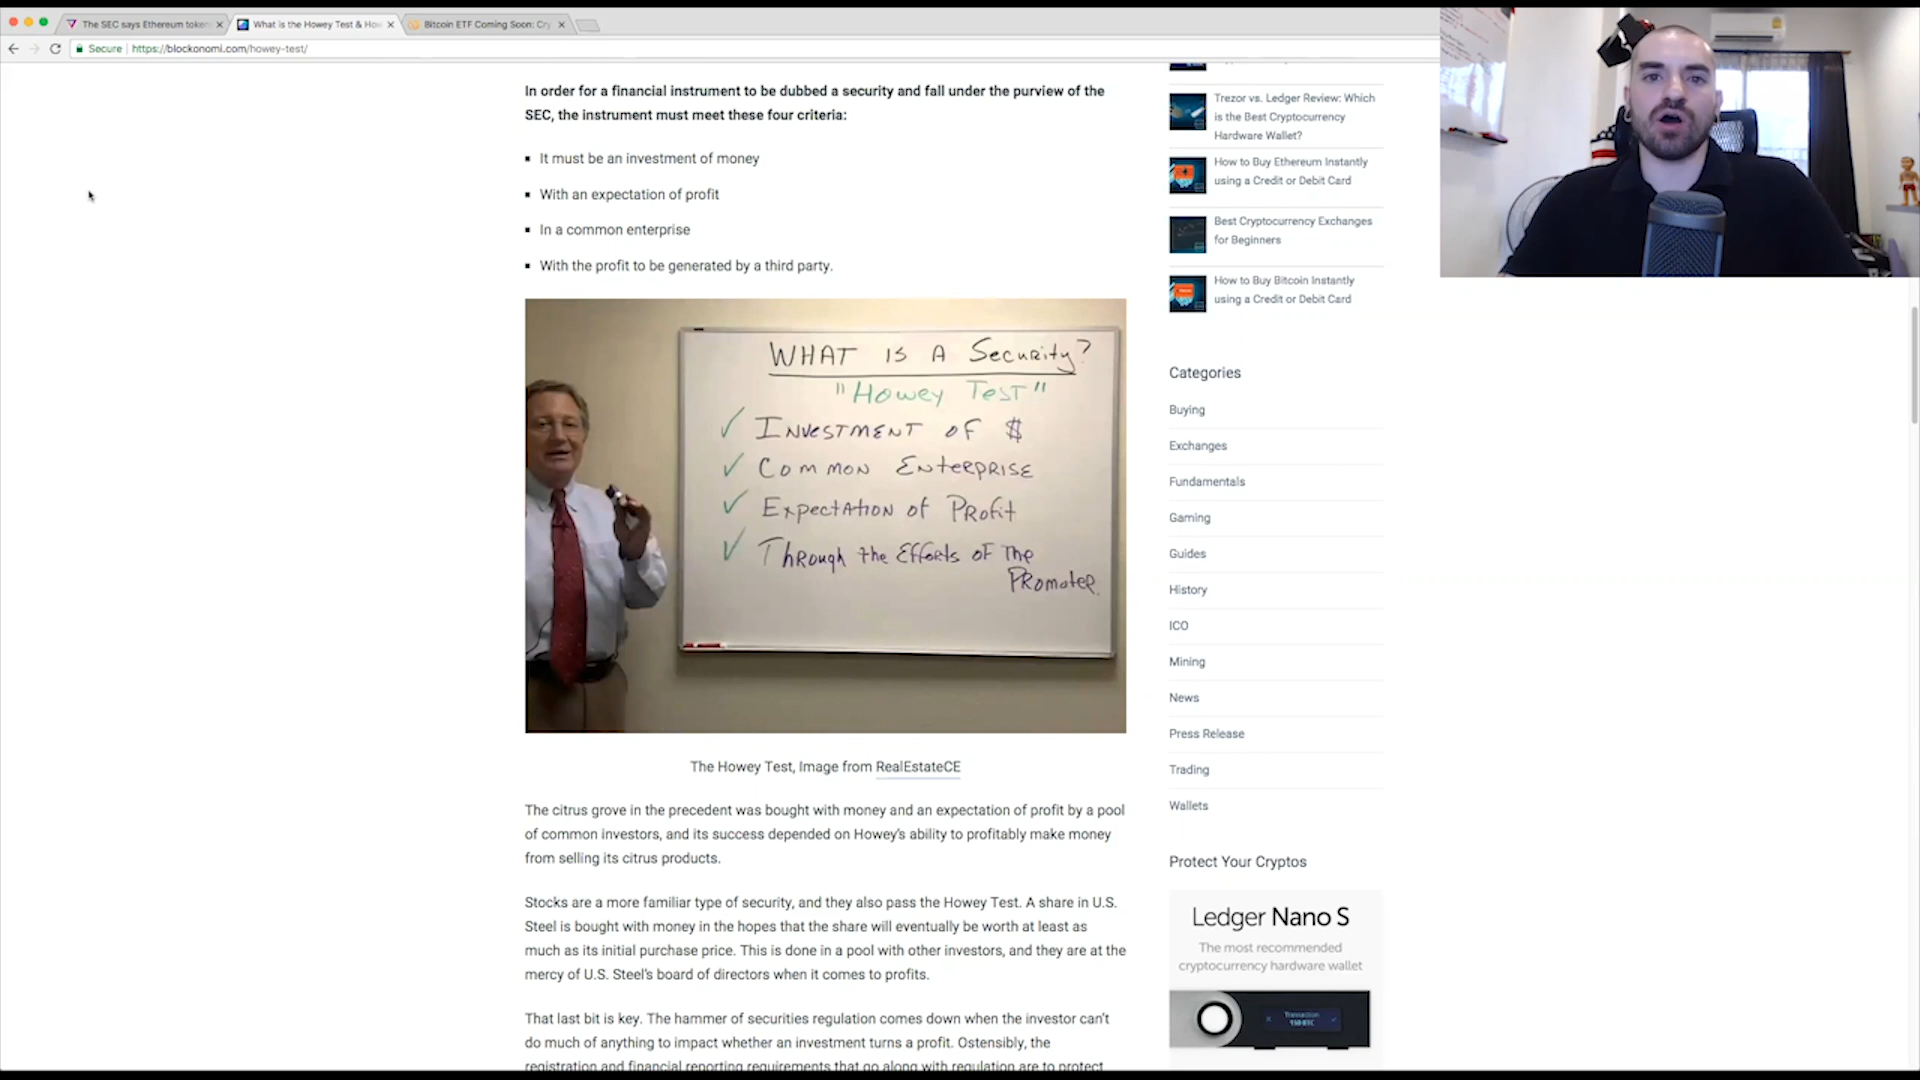 The SEC says Ethereum token
What is the Howey Test & How
Bitcoin ETF Coming Soon: Cry
Secure
https://blockonomi.com/howey-test/
In order for a financial instrument to be dubbed a security and fall under the purview of the
SEC, the instrument must meet these four criteria:
It must be an investment of money
With an expectation of profit
In a common enterprise
With the profit to be generated by a third party.
WHAT IS A Security?
"Howey Test"
✓ INVESTMENT OF $
✓ COMMON ENTERPRISE
✓ Expectation of Profit
✓ Through the Efforts of The
Promoter.
The Howey Test, Image from RealEstateCE
The citrus grove in the precedent was bought with money and an expectation of profit by a pool
of common investors, and its success depended on Howey's ability to profitably make money
from selling its citrus products.
Stocks are a more familiar type of security, and they also pass the Howey Test. A share in U.S.
Steel is bought with money in the hopes that the share will eventually be worth at least as
much as its initial purchase price. This is done in a pool with other investors, and they are at the
mercy of U.S. Steel's board of directors when it comes to profits.
That last bit is key. The hammer of securities regulation comes down when the investor can't
do much of anything to impact whether an investment turns a profit. Ostensibly, the
registration and financial reporting requirements that go along with regulation are to protect
Trezor vs. Ledger Review: Which
is the Best Cryptocurrency
Hardware Wallet?
How to Buy Ethereum Instantly
using a Credit or Debit Card
Best Cryptocurrency Exchanges
for Beginners
How to Buy Bitcoin Instantly
using a Credit or Debit Card
Categories
Buying
Exchanges
Fundamentals
Gaming
Guides
History
ICO
Mining
News
Press Release
Trading
Wallets
Protect Your Cryptos
Ledger Nano S
The most recommended
cryptocurrency hardware wallet
Transaction